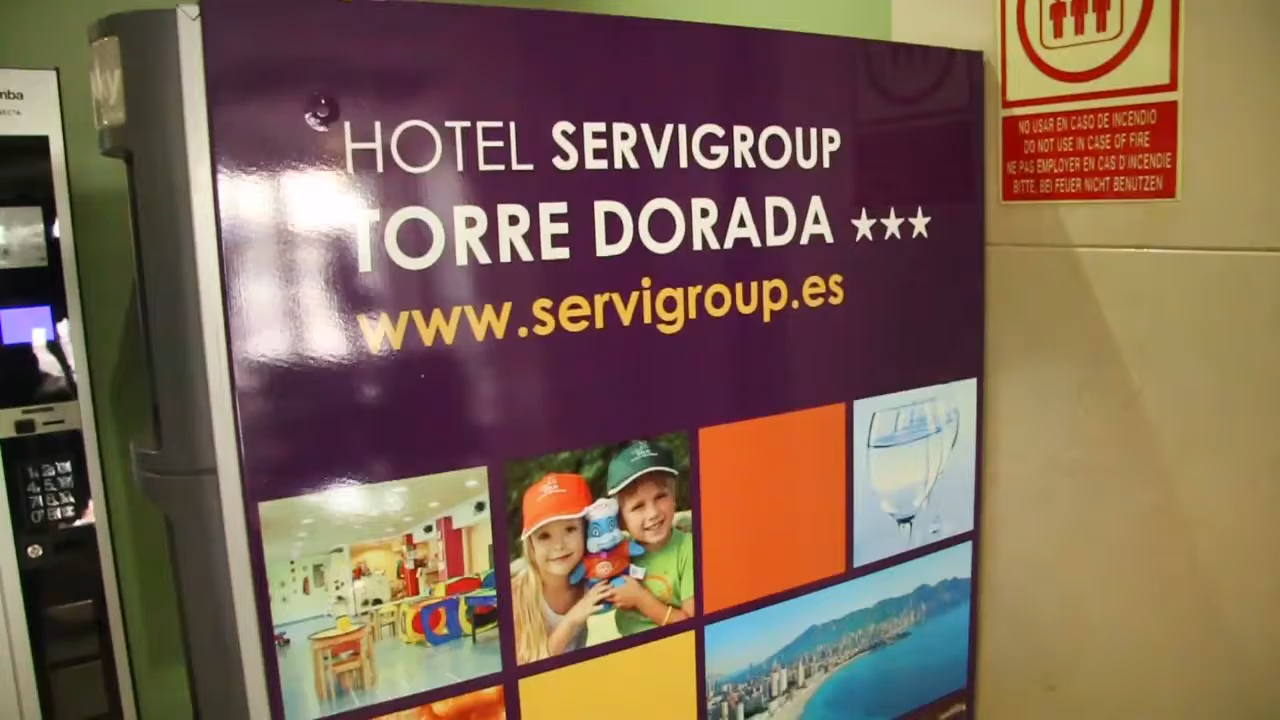 HOTEL SERVIGROUP
TORRE DORADA ★★★
www.servigroup.es
NO USAR EN CASO DE INCENDIO
DO NOT USE IN CASE OF FIRE
NE PAS EMPLOYER EN CAS D'INCENDIE
BITTE, BEI FEUER NICHT BENÜTZEN